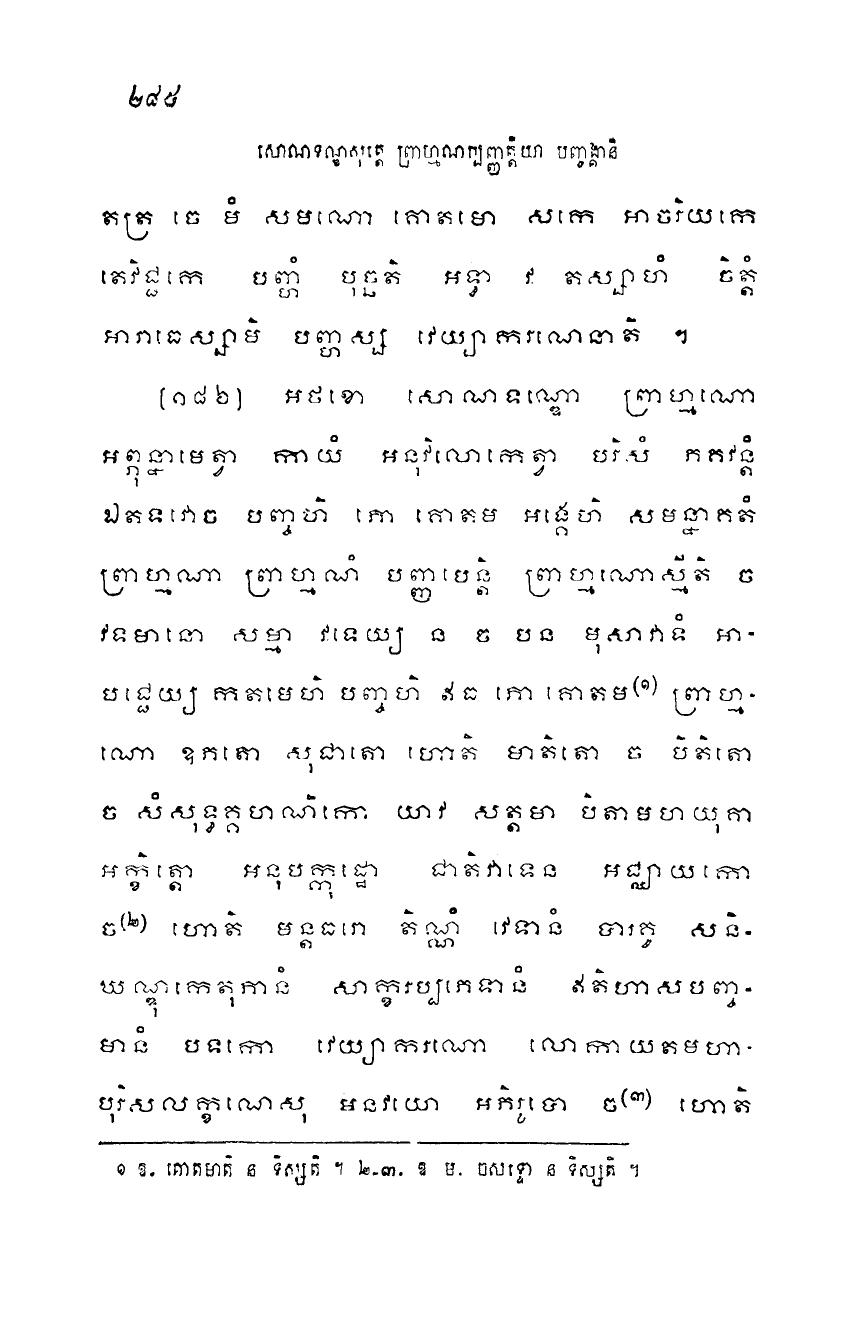 ២៨៥
សោណទណ្ឌសុត្តេ ព្រាហ្មណប្បញ្ញត្តិយា បញ្ចង្គានិ
តត្រ ចេ មំ សមណោ គោតមោ សកេ អាចរិយកេ
តេវិជ្ជកេ បញ្ហំ បុច្ឆតិ អទ្ធា វ តស្សាហំ ចិត្តំ
អារាធេស្សាមិ បញ្ហស្ស វេយ្យាករណេនាតិ ។
[១៨៦] អថខោ សោណទណ្ឌោ ព្រាហ្មណោ
អព្ភុន្នាមេត្វា កាយំ អនុវិលោកេត្វា បរិសំ ភគវន្តំ
ឯតទវោច បញ្ចហិ ភោ គោតម អង្គេហិ សមន្នាគតំ
ព្រាហ្មណា ព្រាហ្មណំ បញ្ញាបេន្តិ ព្រាហ្មណោស្មីតិ ច
វទមានោ សម្មា វទេយ្យ ន ច បន មុសាវាទំ អា-
បជ្ជេយ្យ កតមេហិ បញ្ចហិ ឥធ ភោ គោតម(១) ព្រាហ្ម-
ណោ ឧភតោ សុជាតោ ហោតិ មាតិតោ ច បិតិតោ
ច សំសុទ្ធគ្គហណិកោ យាវ សត្តមា បិតាមហយុគា
អក្ខិត្តោ អនុបក្កុដ្ឋោ ជាតិវាទេន អជ្ឈាយកោ
ច(២) ហោតិ មន្តធរោ តិណ្ណំ វេទានំ បារគូ សនិ-
ឃណ្ឌុកេតុភានំ សាក្ខរប្បភេទានំ ឥតិហាសបញ្ច-
មានំ បទកោ វេយ្យាករណោ លោកាយតមហា-
បុរិសលក្ខណេសុ អនវយោ អភិរូបោ ច(៣) ហោតិ
១ ឱ. គោតមាតិ ន ទិស្សតិ ។ ២-៣. ឱ ម. ចសទ្ទោ ន ទិស្សតិ ។